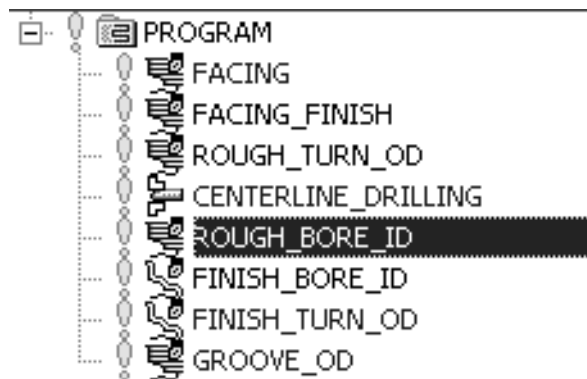 PROGRAM
FACING
FACING_FINISH
ROUGH_TURN_OD
CENTERLINE_DRILLING
ROUGH_BORE_ID
FINISH_BORE_ID
FINISH_TURN_OD
GROOVE_OD